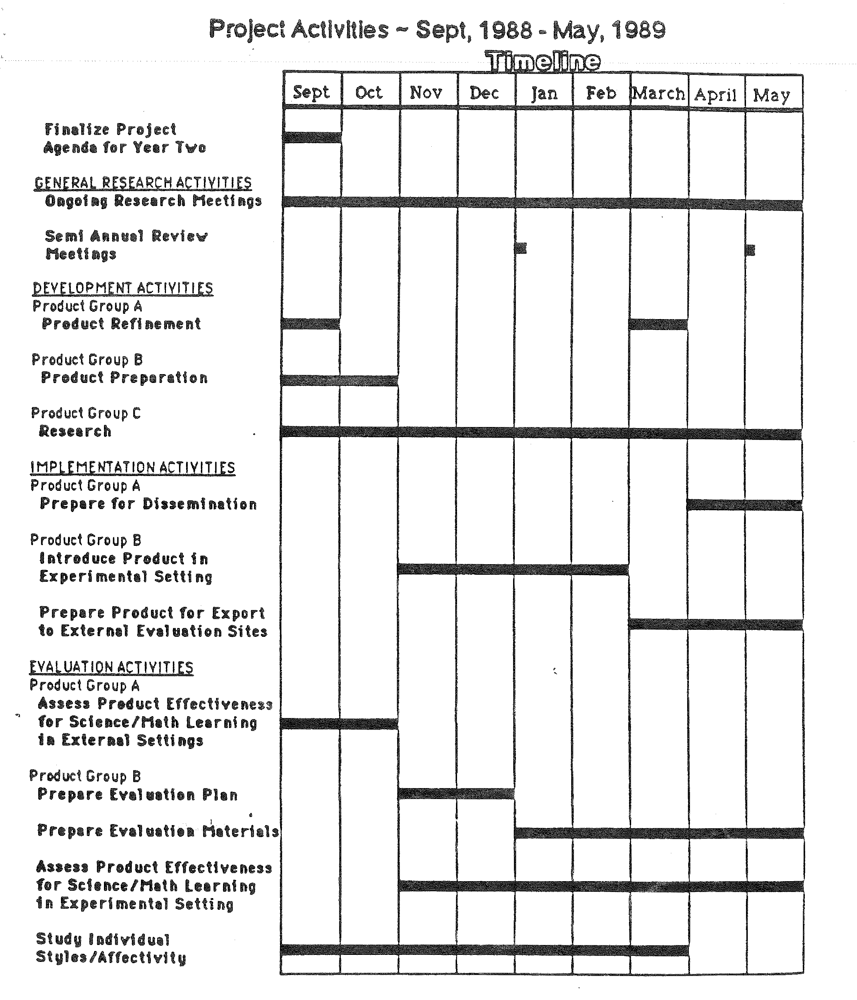 Project Activities ~ Sept, 1988 - May, 1989
Timeline
Sept Oct Nov Dec Jan Feb March April May
Finalize Project
Agenda for Year Two
GENERAL RESEARCH ACTIVITIES
Ongoing Research Meetings
Semi Annual Review
Meetings
DEVELOPMENT ACTIVITIES
Product Group A
Product Refinement
Product Group B
Product Preparation
Product Group C
Research
IMPLEMENTATION ACTIVITIES
Product Group A
Prepare for Dissemination
Product Group B
Introduce Product in
Experimental Setting
Prepare Product for Export
to External Evaluation Sites
EVALUATION ACTIVITIES
Product Group A
Assess Product Effectiveness
for Science/Math Learning
in External Settings
Product Group B
Prepare Evaluation Plan
Prepare Evaluation Materials
Assess Product Effectiveness
for Science/Math Learning
in Experimental Setting
Study Individual
Styles/Affectivity